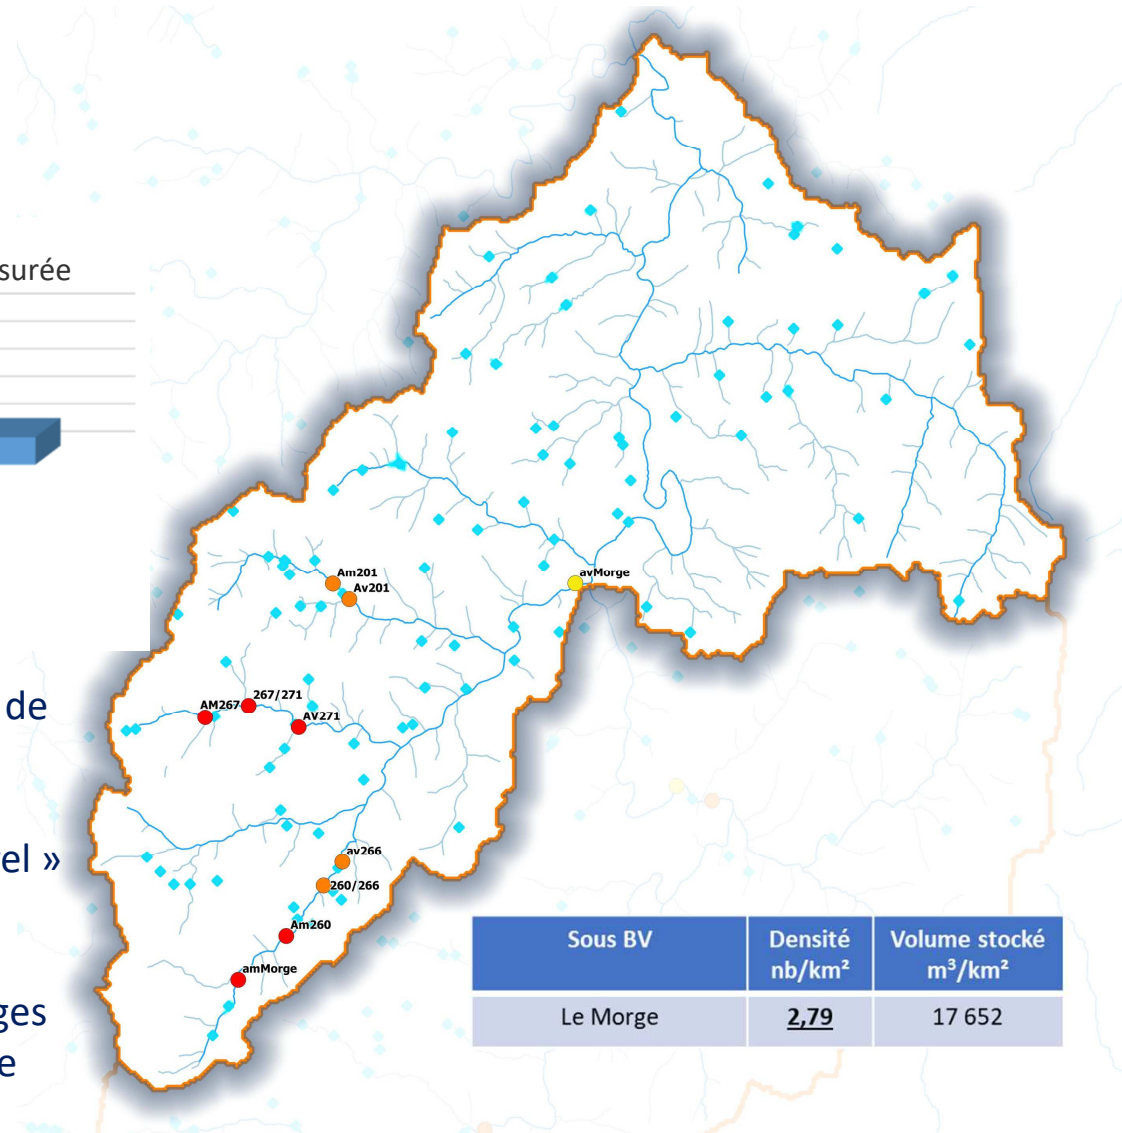 surée
Am201
Av201
avMorge
AM267
267/271
AV271
de
av266
el »
260/266
Am260
amMorge
ges
e
Sous BV
Densité
nb/km²
Volume stocké
m³/km²
Le Morge
2,79
17 652